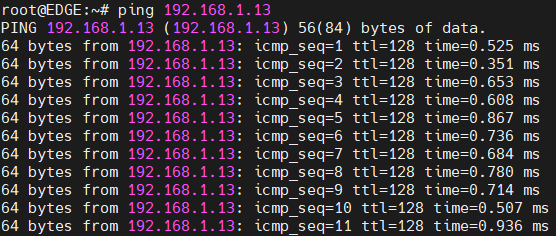 root@EDGE:~# ping 192.168.1.13
PING 192.168.1.13 (192.168.1.13) 56(84) bytes of data.
64 bytes from 192.168.1.13: icmp_seq=1 ttl=128 time=0.525 ms
64 bytes from 192.168.1.13: icmp_seq=2 ttl=128 time=0.351 ms
64 bytes from 192.168.1.13: icmp_seq=3 ttl=128 time=0.653 ms
64 bytes from 192.168.1.13: icmp_seq=4 ttl=128 time=0.608 ms
64 bytes from 192.168.1.13: icmp_seq=5 ttl=128 time=0.867 ms
64 bytes from 192.168.1.13: icmp_seq=6 ttl=128 time=0.736 ms
64 bytes from 192.168.1.13: icmp_seq=7 ttl=128 time=0.684 ms
64 bytes from 192.168.1.13: icmp_seq=8 ttl=128 time=0.780 ms
64 bytes from 192.168.1.13: icmp_seq=9 ttl=128 time=0.714 ms
64 bytes from 192.168.1.13: icmp_seq=10 ttl=128 time=0.507 ms
64 bytes from 192.168.1.13: icmp_seq=11 ttl=128 time=0.936 ms